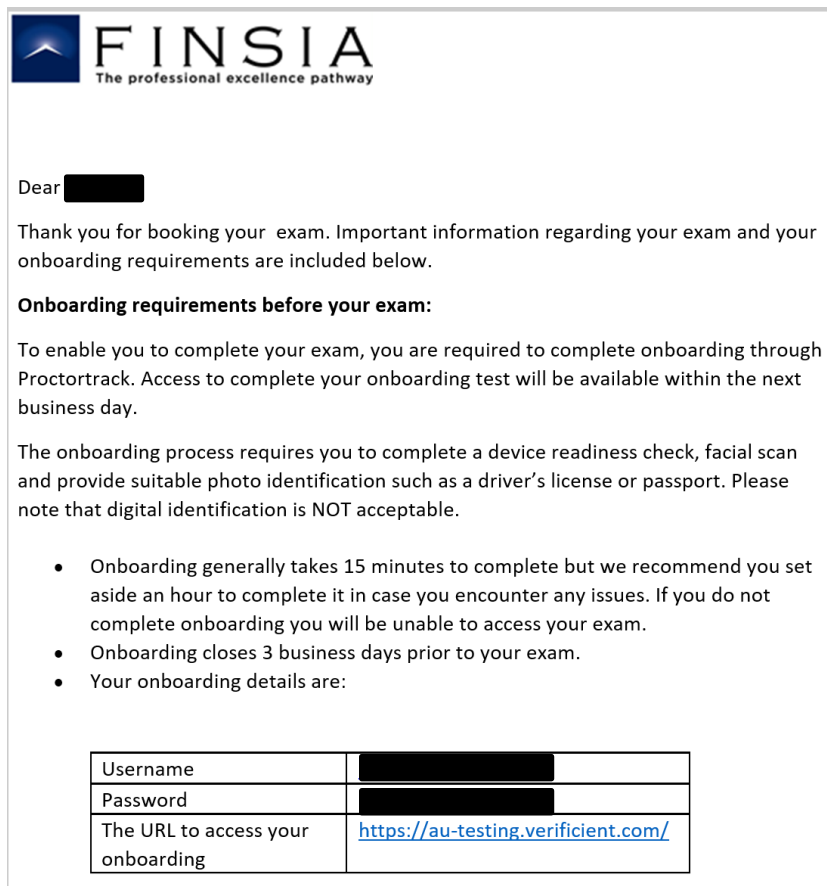 FINSIA
The professional excellence pathway
Dear
Thank you for booking your  exam. Important information regarding your exam and your
onboarding requirements are included below.
Onboarding requirements before your exam:
To enable you to complete your exam, you are required to complete onboarding through
Proctortrack. Access to complete your onboarding test will be available within the next
business day.
The onboarding process requires you to complete a device readiness check, facial scan
and provide suitable photo identification such as a driver’s license or passport. Please
note that digital identification is NOT acceptable.
• Onboarding generally takes 15 minutes to complete but we recommend you set
aside an hour to complete it in case you encounter any issues. If you do not
complete onboarding you will be unable to access your exam.
• Onboarding closes 3 business days prior to your exam.
• Your onboarding details are:
Username
Password
The URL to access your https://au-testing.verificient.com/
onboarding